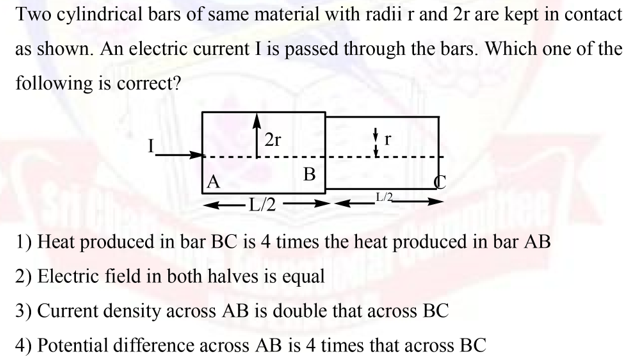 Two cylindrical bars of same material with radii r and 2r are kept in contact
as shown. An electric current I is passed through the bars. Which one of the
following is correct?
I
2r
r
A
B
C
L/2
L/2
1) Heat produced in bar BC is 4 times the heat produced in bar AB
2) Electric field in both halves is equal
3) Current density across AB is double that across BC
4) Potential difference across AB is 4 times that across BC